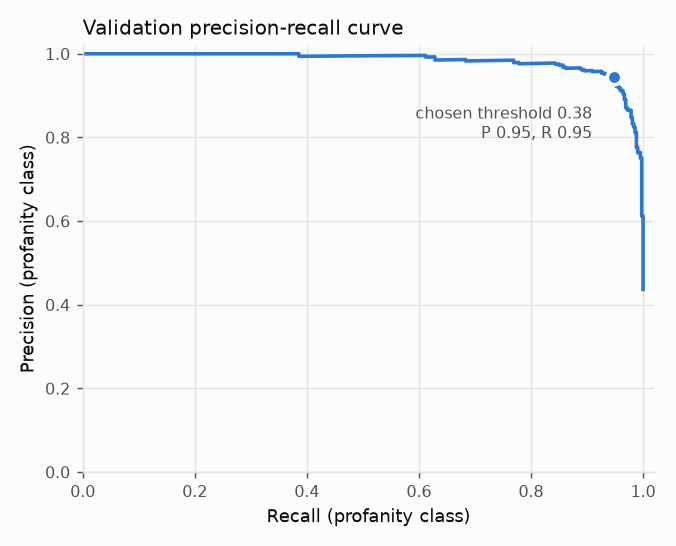 Validation precision-recall curve
1.0
0.8
0.6
0.4
0.2
0.0
Precision (profanity class)
chosen threshold 0.38
P 0.95, R 0.95
0.0 0.2 0.4 0.6 0.8 1.0
Recall (profanity class)